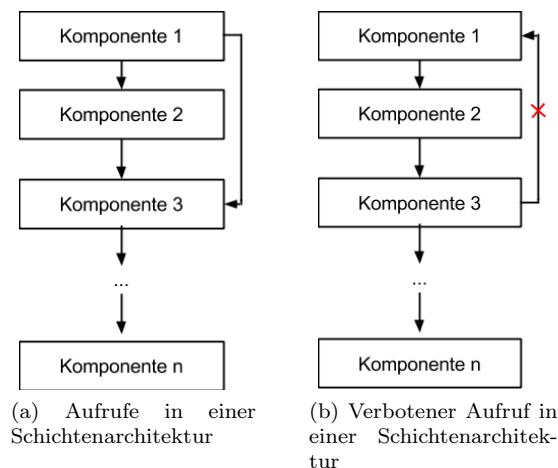 Komponente 1
Komponente 2
Komponente 3
...
Komponente n
(a) Aufrufe in einer
Schichtenarchitektur
Komponente 1
Komponente 2
Komponente 3
...
Komponente n
(b) Verbotener Aufruf in
einer Schichtenarchitek-
tur